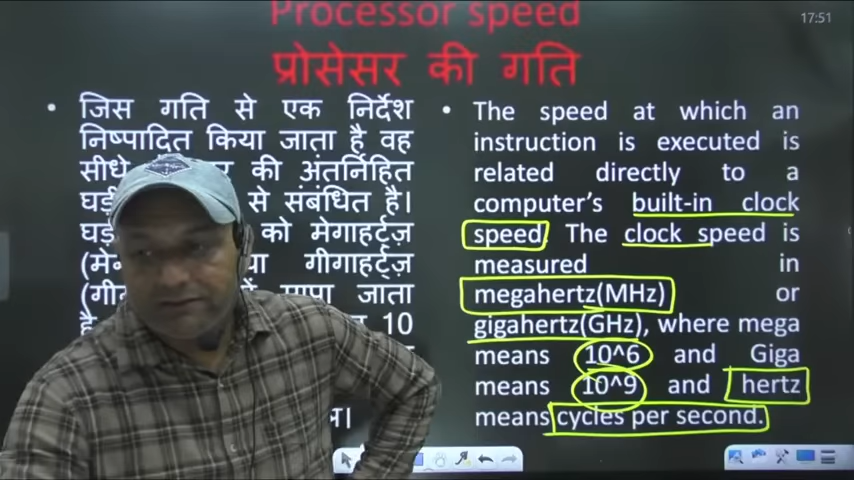 Processor speed
17:51
प्रोसेसर की गति
• जिस गति से एक निर्देश
निष्पादित किया जाता है वह
सीधे की अंतर्निहित
से संबंधित है।
को मेगाहर्ट्ज़
गीगाहर्ट्ज़
मापा जाता
10
• The speed at which an
instruction is executed is
related directly to a
computer's built-in clock
speed. The clock speed is
measured in
megahertz(MHz) or
gigahertz(GHz), where mega
means 10^6 and Giga
means 10^9 and hertz
means cycles per second.